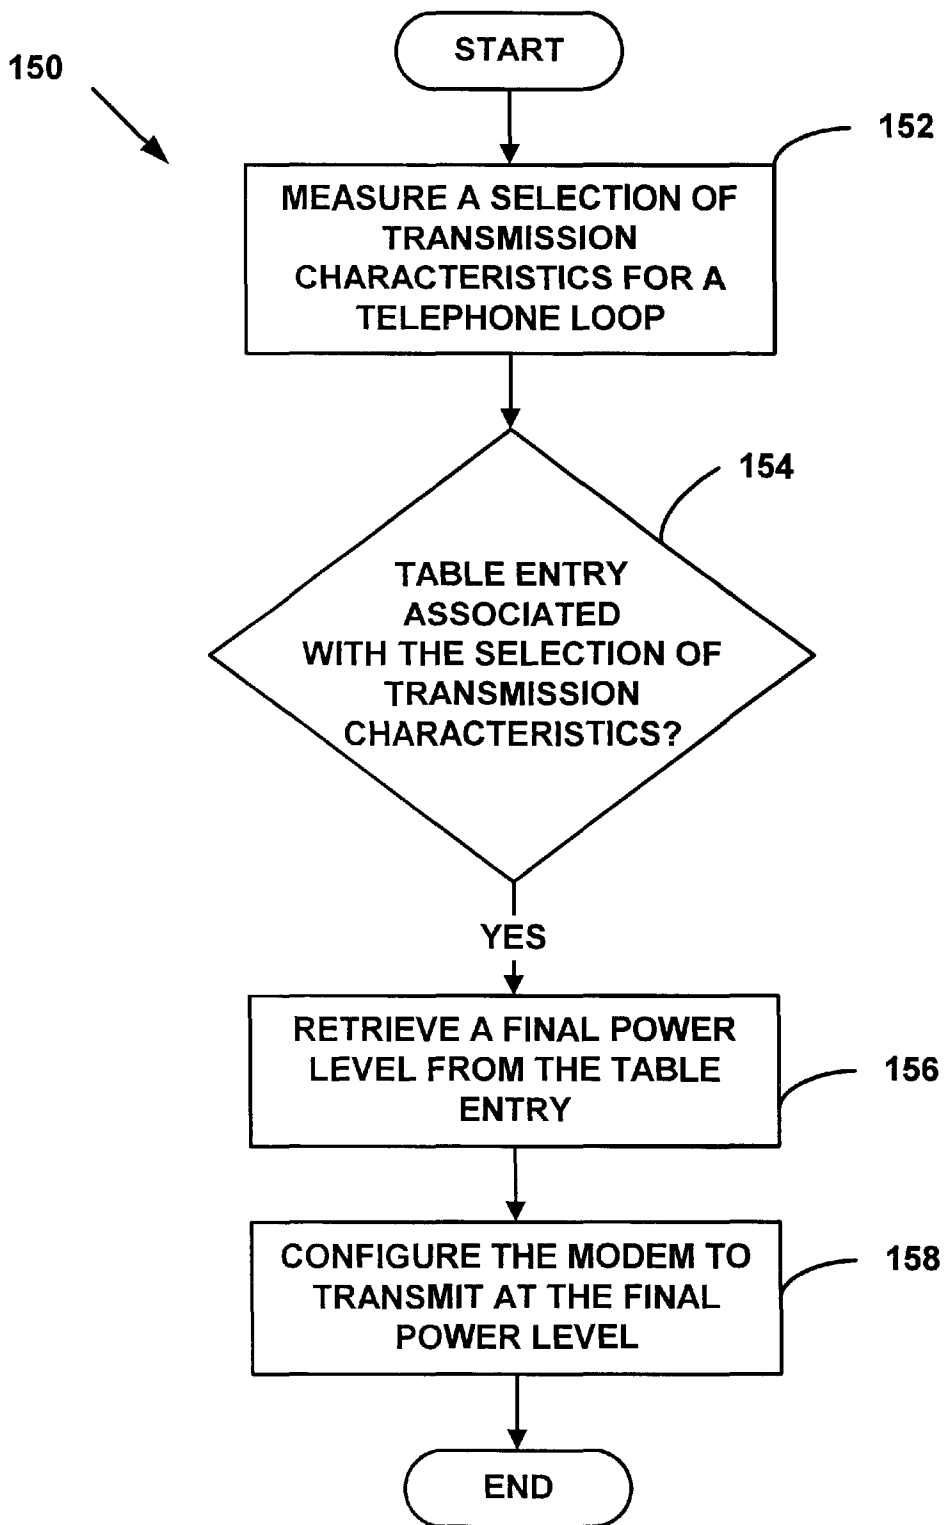 START
150
152
MEASURE A SELECTION OF
TRANSMISSION
CHARACTERISTICS FOR A
TELEPHONE LOOP
154
TABLE ENTRY
ASSOCIATED
WITH THE SELECTION OF
TRANSMISSION
CHARACTERISTICS?
YES
RETRIEVE A FINAL POWER
LEVEL FROM THE TABLE
ENTRY
156
CONFIGURE THE MODEM TO
TRANSMIT AT THE FINAL
POWER LEVEL
158
END